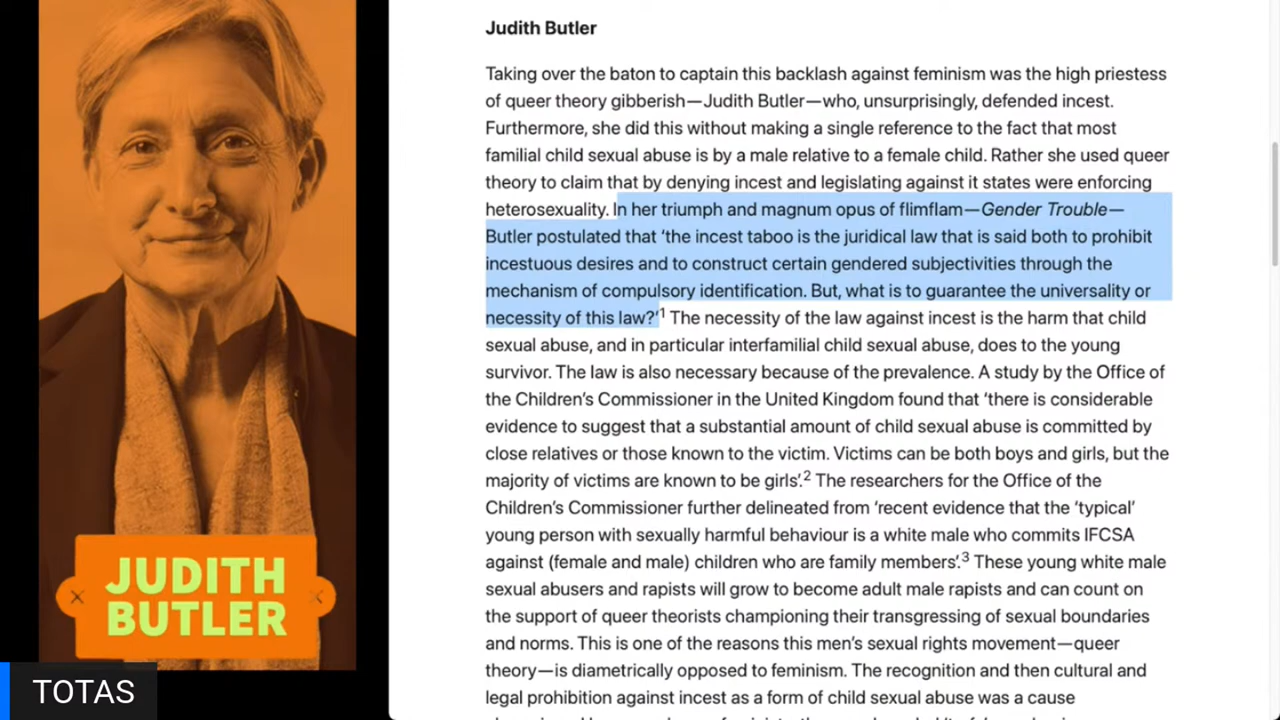 Judith Butler
Taking over the baton to captain this backlash against feminism was the high priestess
of queer theory gibberish—Judith Butler—who, unsurprisingly, defended incest.
Furthermore, she did this without making a single reference to the fact that most
familial child sexual abuse is by a male relative to a female child. Rather she used queer
theory to claim that by denying incest and legislating against it states were enforcing
heterosexuality. In her triumph and magnum opus of flimflam—Gender Trouble—
Butler postulated that ‘the incest taboo is the juridical law that is said both to prohibit
incestuous desires and to construct certain gendered subjectivities through the
mechanism of compulsory identification. But, what is to guarantee the universality or
necessity of this law?’1 The necessity of the law against incest is the harm that child
sexual abuse, and in particular interfamilial child sexual abuse, does to the young
survivor. The law is also necessary because of the prevalence. A study by the Office of
the Children’s Commissioner in the United Kingdom found that ‘there is considerable
evidence to suggest that a substantial amount of child sexual abuse is committed by
close relatives or those known to the victim. Victims can be both boys and girls, but the
majority of victims are known to be girls’.2 The researchers for the Office of the
Children’s Commissioner further delineated from ‘recent evidence that the ‘typical’
young person with sexually harmful behaviour is a white male who commits IFCSA
against (female and male) children who are family members’.3 These young white male
sexual abusers and rapists will grow to become adult male rapists and can count on
the support of queer theorists championing their transgressing of sexual boundaries
and norms. This is one of the reasons this men’s sexual rights movement—queer
theory—is diametrically opposed to feminism. The recognition and then cultural and
legal prohibition against incest as a form of child sexual abuse was a cause
JUDITH
BUTLER
TOTAS